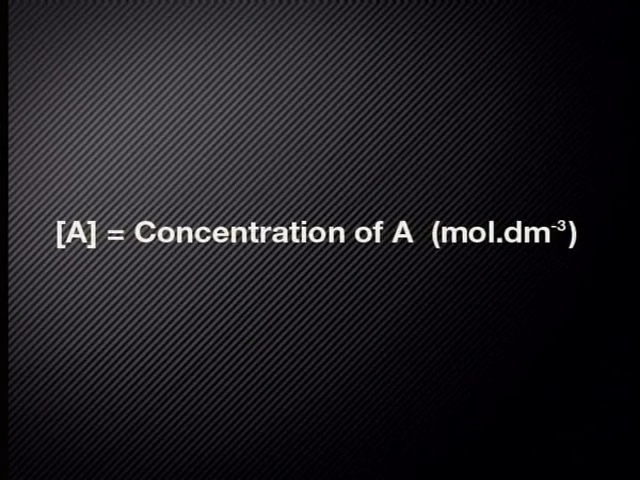 [A] = Concentration of A (mol.dm⁻³)